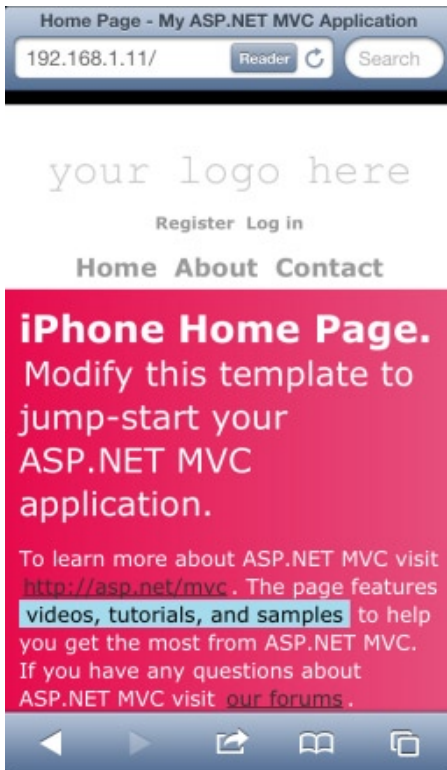 Home Page - My ASP.NET MVC Application
192.168.1.11/ Reader Search
your logo here
Register Log in
Home About Contact
iPhone Home Page.
Modify this template to
jump-start your
ASP.NET MVC
application.
To learn more about ASP.NET MVC visit
http://asp.net/mvc . The page features
videos, tutorials, and samples to help
you get the most from ASP.NET MVC.
If you have any questions about
ASP.NET MVC visit our forums .